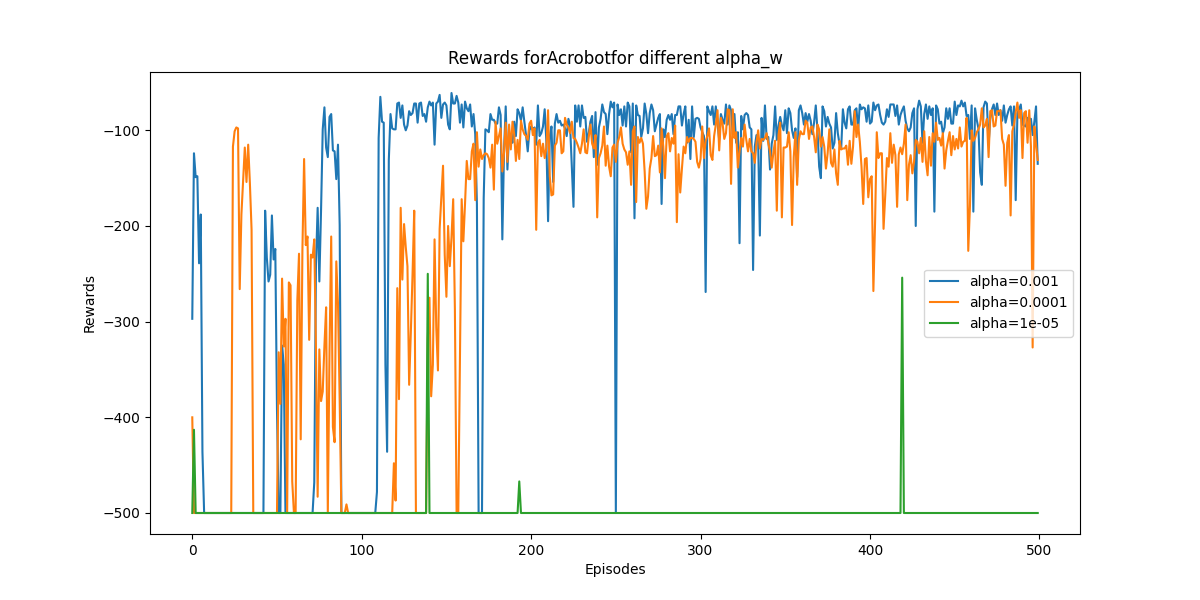 Rewards forAcrobotfor different alpha_w
Rewards
−100
−200
−300
−400
−500
alpha=0.001
alpha=0.0001
alpha=1e-05
0 100 200 300 400 500
Episodes